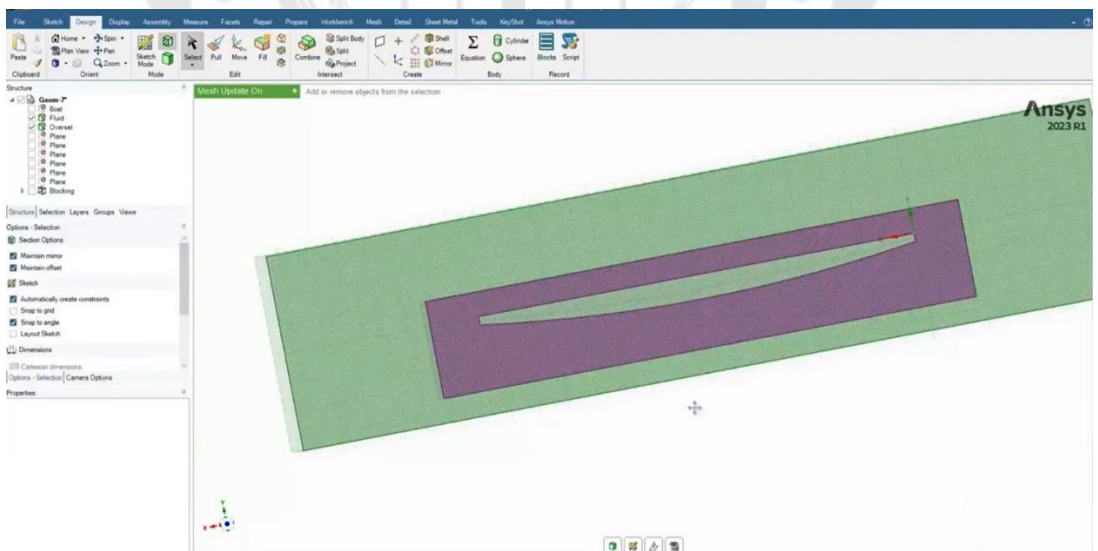 File Sketch Design Display Assembly Measure Facets Repair Prepare Workbench Mesh Detail Sheet Metal Tools KeyShot Ansys Motion
Paste
Home Spin
Plan View Pan
Zoom
Sketch Mode
Select Pull Move Fill
Combine
Split Body
Split
Project
Shell
Offset
Mirror
Equation
Cylinder
Sphere
Blocks Script
Clipboard Orient Mode Edit Intersect Create Body Record
Structure
Geom-7*
Boat
Fluid
Overset
Plane
Plane
Plane
Plane
Plane
Plane
Blocking
Structure Selection Layers Groups Views
Options - Selection
Section Options
Maintain mirror
Maintain offset
Sketch
Automatically create constraints
Snap to grid
Snap to angle
Layout Sketch
Dimensions
Cartesian dimensions
Options - Selection Camera Options
Properties
Mesh Update On
Add or remove objects from the selection
Ansys
2023 R1
Y
X